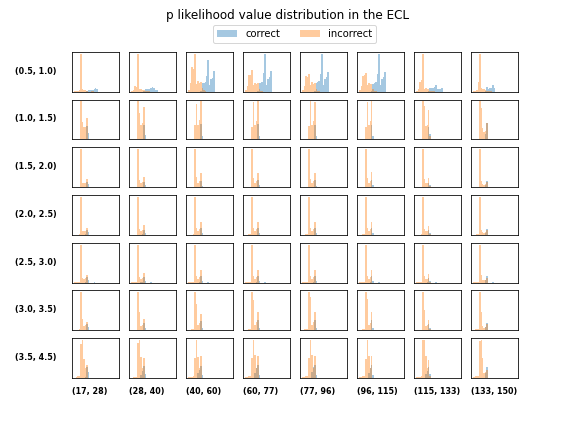 p likelihood value distribution in the ECL
correct incorrect
(0.5, 1.0)
(1.0, 1.5)
(1.5, 2.0)
(2.0, 2.5)
(2.5, 3.0)
(3.0, 3.5)
(3.5, 4.5)
(17, 28) (28, 40) (40, 60) (60, 77) (77, 96) (96, 115) (115, 133) (133, 150)